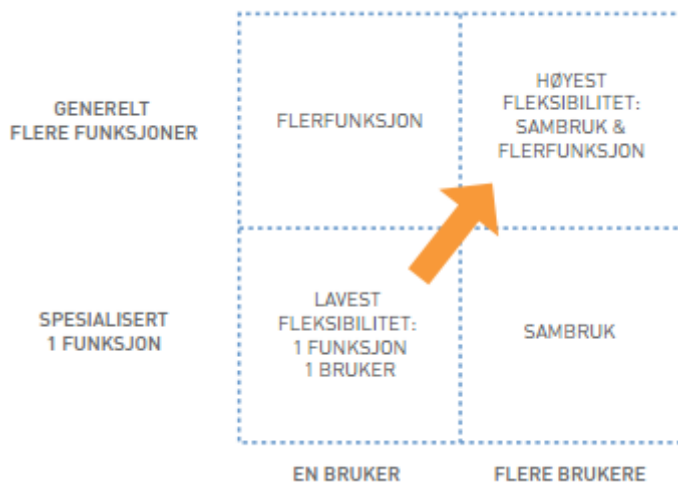 GENERELT
FLERE FUNKSJONER
FLERFUNKSJON
HØYEST
FLEKSIBILITET:
SAMBRUK &
FLERFUNKSJON
SPESIALISERT
1 FUNKSJON
LAVEST
FLEKSIBILITET:
1 FUNKSJON
1 BRUKER
SAMBRUK
EN BRUKER
FLERE BRUKERE